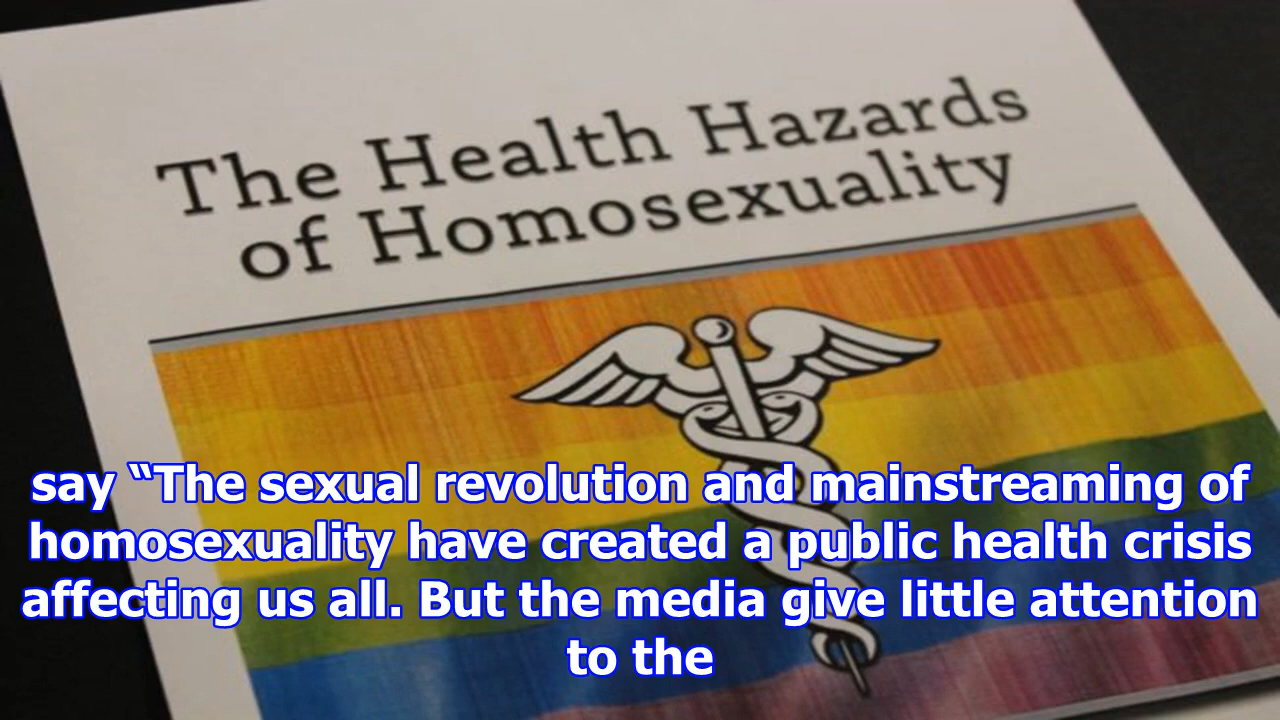 The Health Hazards
of Homosexuality
say “The sexual revolution and mainstreaming of
homosexuality have created a public health crisis
affecting us all. But the media give little attention
to the